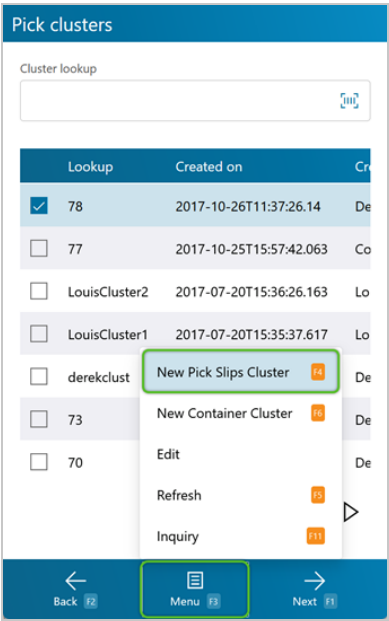 Pick clusters
Cluster lookup
Lookup Created on Cr
78 2017-10-26T11:37:26.14 De
77 2017-10-25T15:57:42.063 Co
LouisCluster2 2017-07-20T15:36:26.163 Lo
LouisCluster1 2017-07-20T15:35:37.617 Lo
derekclust New Pick Slips Cluster F4 De
73 New Container Cluster F6 De
70 Edit De
Refresh F5
Inquiry F11
Back F2 Menu F3 Next F1